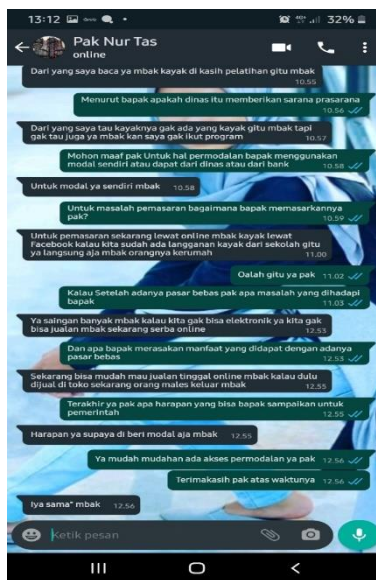 13:12
32%
Pak Nur Tas
online
Dari yang saya baca ya mbak kayak di kasih pelatihan gitu mbak
10.55
Menurut bapak apakah dinas itu memberikan sarana prasarana
10.56
Dari yang saya tau kayaknya gak ada yang kayak gitu mbak tapi
gak tau juga ya mbak kan saya gak ikut program 10.57
Mohon maaf pak Untuk hal permodalan bapak menggunakan
modal sendiri atau dapat dari dinas atau dari bank 10.58
Untuk modal ya sendiri mbak 10.58
Untuk masalah pemasaran bagaimana bapak memasarkannya
pak? 10.59
Untuk pemasaran sekarang lewat online mbak kayak lewat
Facebook kalau kita sudah ada langganan kayak dari sekolah gitu
ya langsung aja mbak orangnya kerumah 11.00
Oalah gitu ya pak 11.02
Kalau Setelah adanya pasar bebas pak apa masalah yang dihadapi
bapak 11.03
Ya saingan banyak mbak kalau kita gak bisa elektronik ya kita gak
bisa jualan mbak sekarang serba online 12.53
Dan apa bapak merasakan manfaat yang didapat dengan adanya
pasar bebas 12.53
Sekarang bisa mudah mau jualan tinggal online mbak kalau dulu
dijual di toko sekarang orang males keluar mbak 12.55
Terakhir ya pak apa harapan yang bisa bapak sampaikan untuk
pemerintah 12.55
Harapan ya supaya di beri modal aja mbak 12.55
Ya mudah mudahan ada akses permodalan ya pak 12.56
Terimakasih pak atas waktunya 12.56
Iya sama" mbak 12.56
Ketik pesan